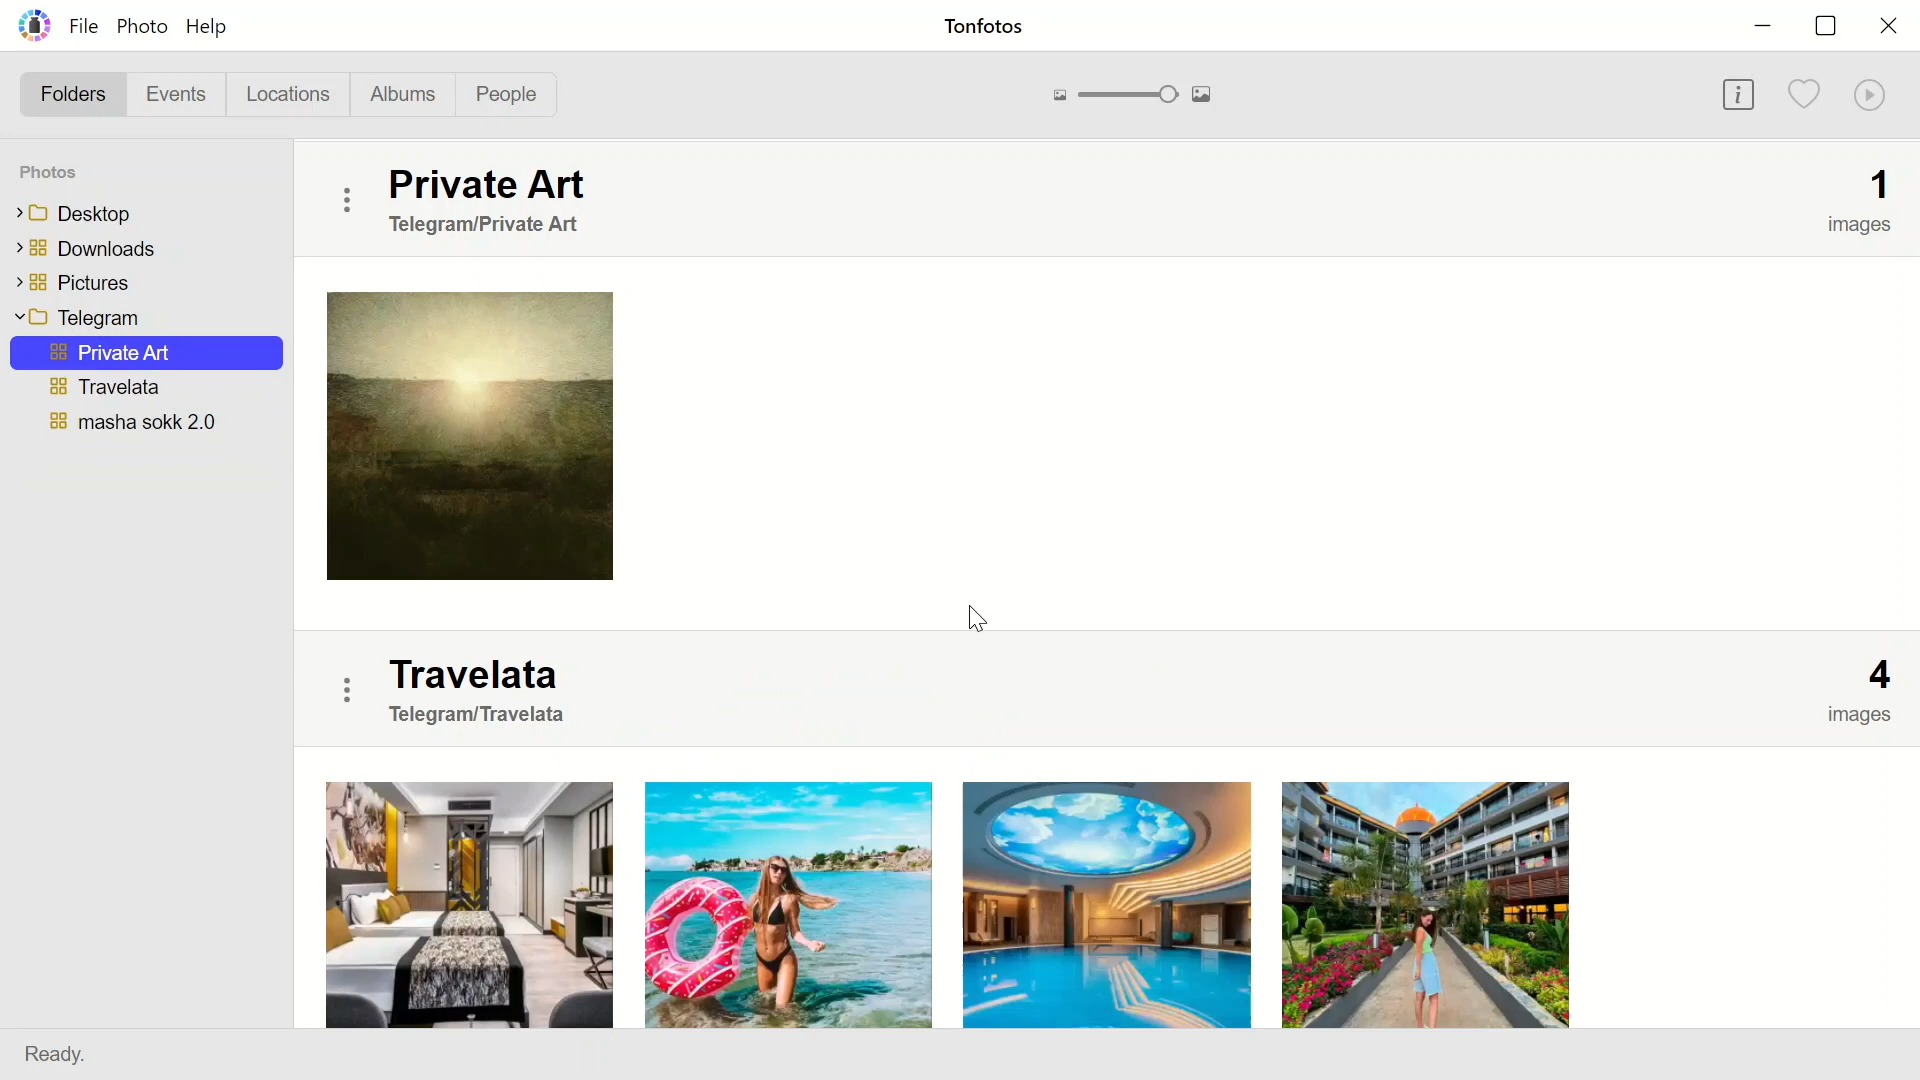 File Photo Help
Tonfotos
Folders Events Locations Albums People
i
Photos
Desktop
Downloads
Pictures
Telegram
Private Art
Travelata
masha sokk 2.0
Private Art
Telegram/Private Art
1
images
Travelata
Telegram/Travelata
4
images
Ready.